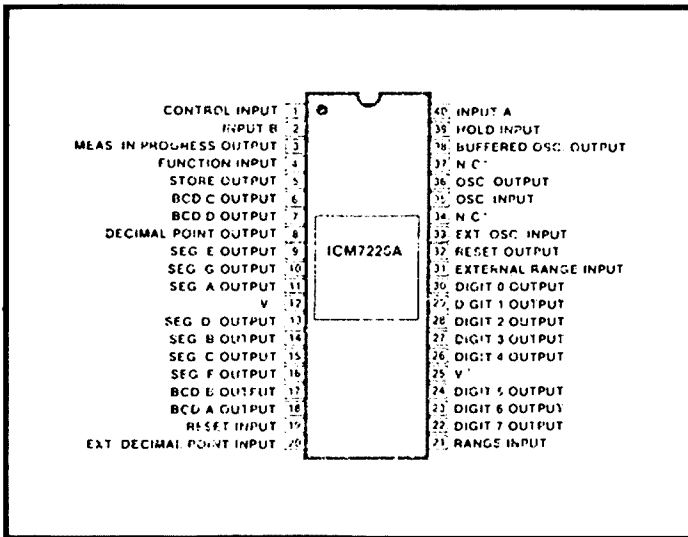 CONTROL INPUT 1
INPUT B 2
MEAS. IN PROGRESS OUTPUT 3
FUNCTION INPUT 4
STORE OUTPUT 5
BCD C OUTPUT 6
BCD D OUTPUT 7
DECIMAL POINT OUTPUT 8
SEG E OUTPUT 9
SEG G OUTPUT 10
SEG A OUTPUT 11
V 12
SEG D OUTPUT 13
SEG B OUTPUT 14
SEG C OUTPUT 15
SEG F OUTPUT 16
BCD B OUTPUT 17
BCD A OUTPUT 18
RESET INPUT 19
EXT DECIMAL POINT INPUT 20
ICM7226A
40 INPUT A
39 HOLD INPUT
38 BUFFERED OSC. OUTPUT
37 N.C.*
36 OSC. OUTPUT
35 OSC. INPUT
34 N.C.*
33 EXT. OSC. INPUT
32 RESET OUTPUT
31 EXTERNAL RANGE INPUT
30 DIGIT 0 OUTPUT
29 DIGIT 1 OUTPUT
28 DIGIT 2 OUTPUT
27 DIGIT 3 OUTPUT
26 DIGIT 4 OUTPUT
25 V+
24 DIGIT 5 OUTPUT
23 DIGIT 6 OUTPUT
22 DIGIT 7 OUTPUT
21 RANGE INPUT